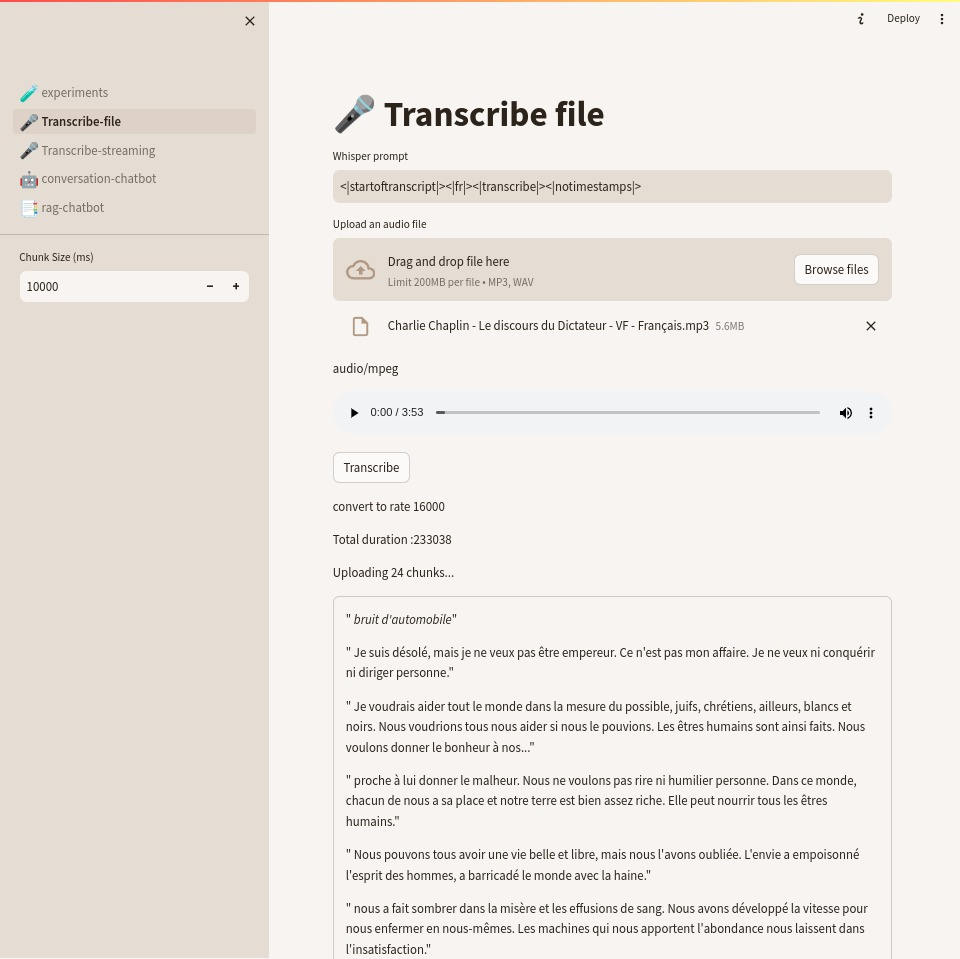 Deploy
experiments
Transcribe-file
Transcribe-streaming
conversation-chatbot
rag-chatbot
Chunk Size (ms)
10000
Transcribe file
Whisper prompt
<|startoftranscript|><|fr|><|transcribe|><|notimestamps|>
Upload an audio file
Drag and drop file here
Limit 200MB per file • MP3, WAV
Browse files
Charlie Chaplin - Le discours du Dictateur - VF - Français.mp3 5.6MB
audio/mpeg
0:00 / 3:53
Transcribe
convert to rate 16000
Total duration :233038
Uploading 24 chunks...
" bruit d'automobile"
" Je suis désolé, mais je ne veux pas être empereur. Ce n'est pas mon affaire. Je ne veux ni conquérir
ni diriger personne."
" Je voudrais aider tout le monde dans la mesure du possible, juifs, chrétiens, ailleurs, blancs et
noirs. Nous voudrions tous nous aider si nous le pouvions. Les êtres humains sont ainsi faits. Nous
voulons donner le bonheur à nos..."
" proche à lui donner le malheur. Nous ne voulons pas rire ni humilier personne. Dans ce monde,
chacun de nous a sa place et notre terre est bien assez riche. Elle peut nourrir tous les êtres
humains."
" Nous pouvons tous avoir une vie belle et libre, mais nous l'avons oubliée. L'envie a empoisonné
l'esprit des hommes, a barricadé le monde avec la haine."
" nous a fait sombrer dans la misère et les effusions de sang. Nous avons développé la vitesse pour
nous enfermer en nous-mêmes. Les machines qui nous apportent l'abondance nous laissent dans
l'insatisfaction."